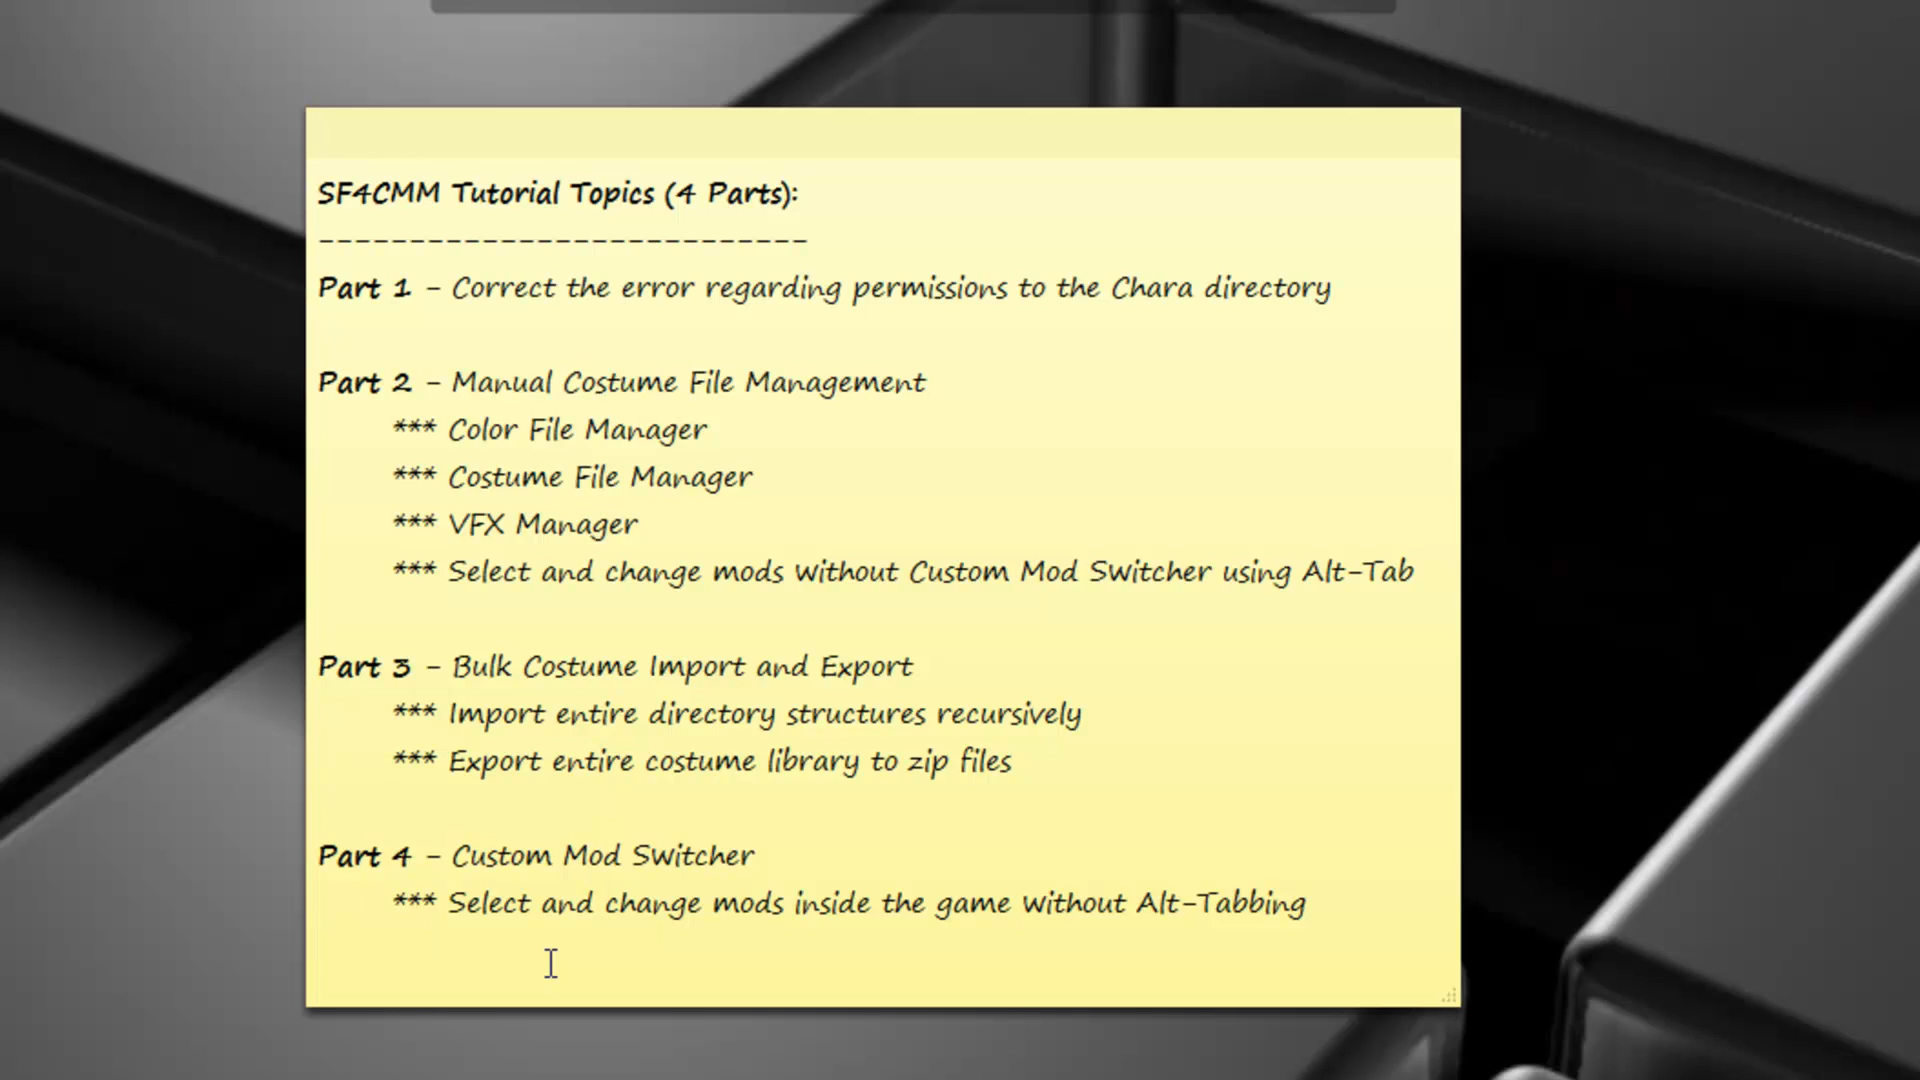 SF4CMM Tutorial Topics (4 Parts):
---------------------------
Part 1 - Correct the error regarding permissions to the Chara directory
Part 2 - Manual Costume File Management
*** Color File Manager
*** Costume File Manager
*** VFX Manager
*** Select and change mods without Custom Mod Switcher using Alt-Tab
Part 3 - Bulk Costume Import and Export
*** Import entire directory structures recursively
*** Export entire costume library to zip files
Part 4 - Custom Mod Switcher
*** Select and change mods inside the game without Alt-Tabbing